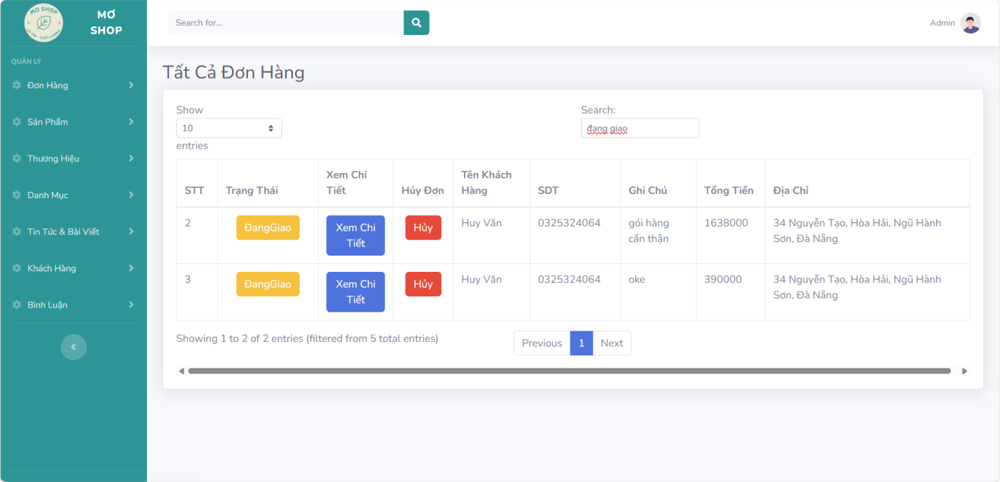 MƠ SHOP
UY TÍN - CHẤT LƯỢNG
MƠ
SHOP
Search for...
Admin
QUẢN LÝ
Đơn Hàng
Sản Phẩm
Thương Hiệu
Danh Mục
Tin Tức & Bài Viết
Khách Hàng
Bình Luận
Tất Cả Đơn Hàng
Show
10
entries
Search:
đang giao
STT Trạng Thái Xem Chi Tiết Hủy Đơn Tên Khách Hàng SDT Ghi Chú Tổng Tiền Địa Chỉ
2 ĐangGiao Xem Chi Hủy Huy Văn 0325324064 gói hàng 1638000 34 Nguyễn Tạo, Hòa Hải, Ngũ Hành
Tiết cẩn thận Sơn, Đà Nẵng
3 ĐangGiao Xem Chi Hủy Huy Văn 0325324064 oke 390000 34 Nguyễn Tạo, Hòa Hải, Ngũ Hành
Tiết Sơn, Đà Nẵng
Showing 1 to 2 of 2 entries (filtered from 5 total entries)
Previous 1 Next